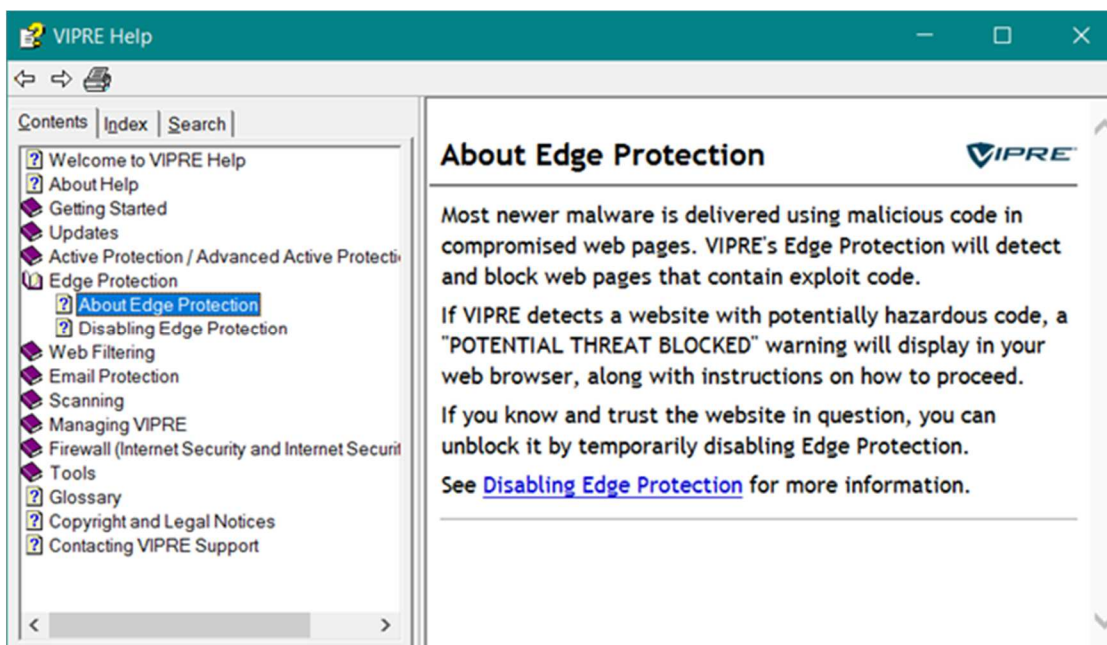 VIPRE Help
Contents Index Search
Welcome to VIPRE Help
About Help
Getting Started
Updates
Active Protection / Advanced Active Protecti
Edge Protection
About Edge Protection
Disabling Edge Protection
Web Filtering
Email Protection
Scanning
Managing VIPRE
Firewall (Internet Security and Internet Securit
Tools
Glossary
Copyright and Legal Notices
Contacting VIPRE Support
About Edge Protection
VIPRE
Most newer malware is delivered using malicious code in
compromised web pages. VIPRE's Edge Protection will detect
and block web pages that contain exploit code.
If VIPRE detects a website with potentially hazardous code, a
"POTENTIAL THREAT BLOCKED" warning will display in your
web browser, along with instructions on how to proceed.
If you know and trust the website in question, you can
unblock it by temporarily disabling Edge Protection.
See Disabling Edge Protection for more information.